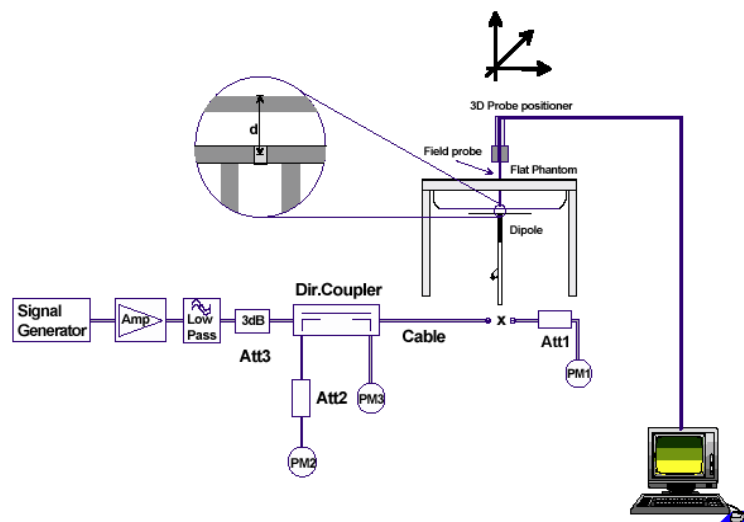 3D Probe positioner
d
Field probe
Flat Phantom
Dipole
Dir.Coupler
Signal
Generator
Amp
Low
Pass
3dB
Att3
Cable
x
Att1
PM1
Att2
PM3
PM2